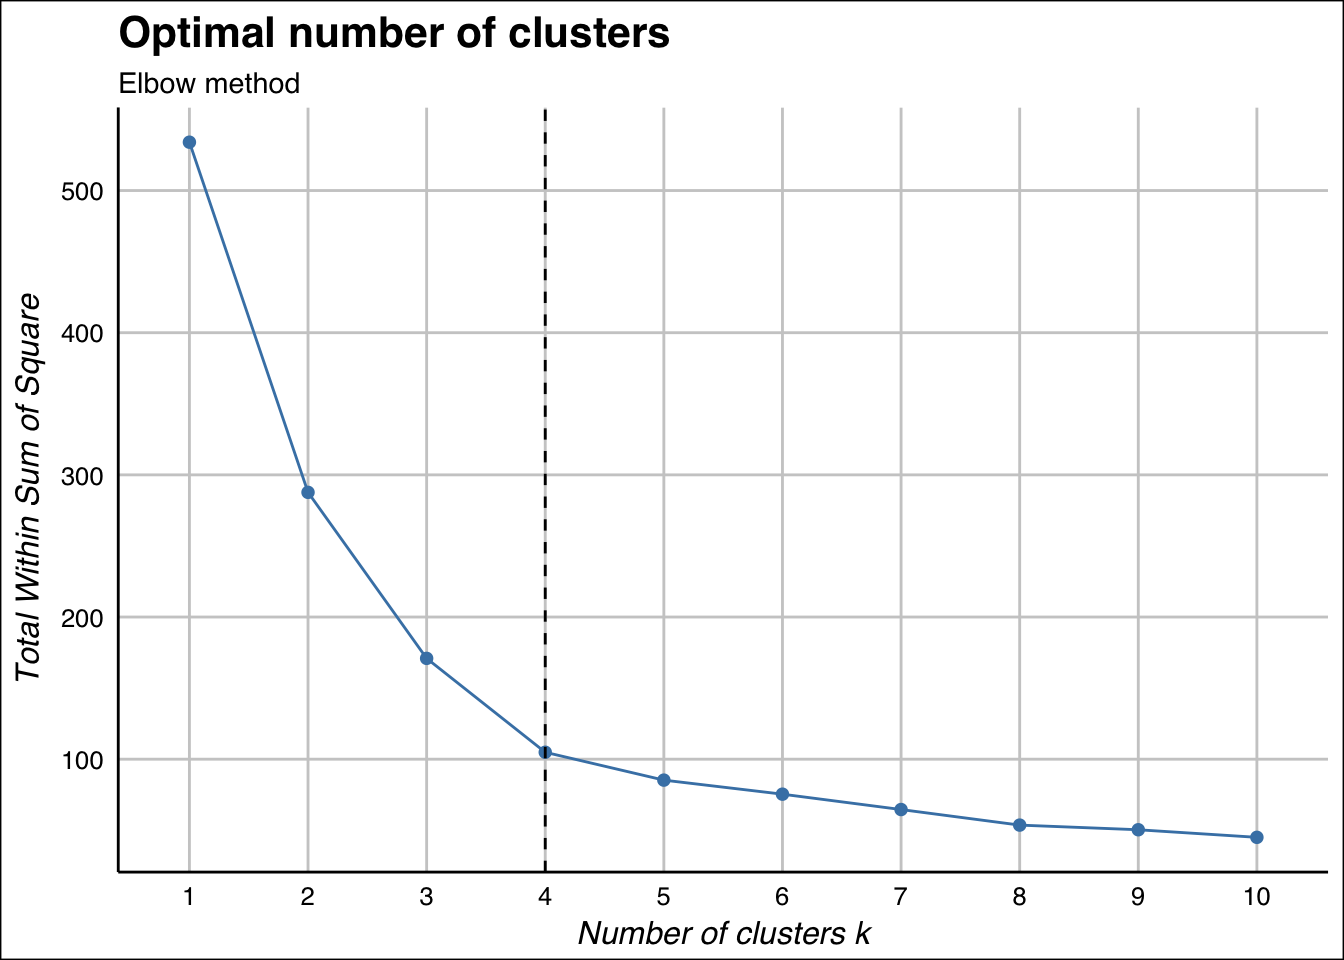 Optimal number of clusters
Elbow method
Total Within Sum of Square
500
400
300
200
100
1 2 3 4 5 6 7 8 9 10
Number of clusters k